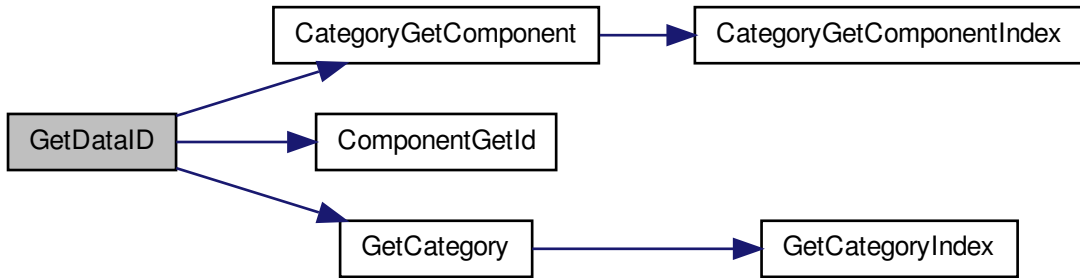 CategoryGetComponent
CategoryGetComponentIndex
GetDataID
ComponentGetId
GetCategory
GetCategoryIndex